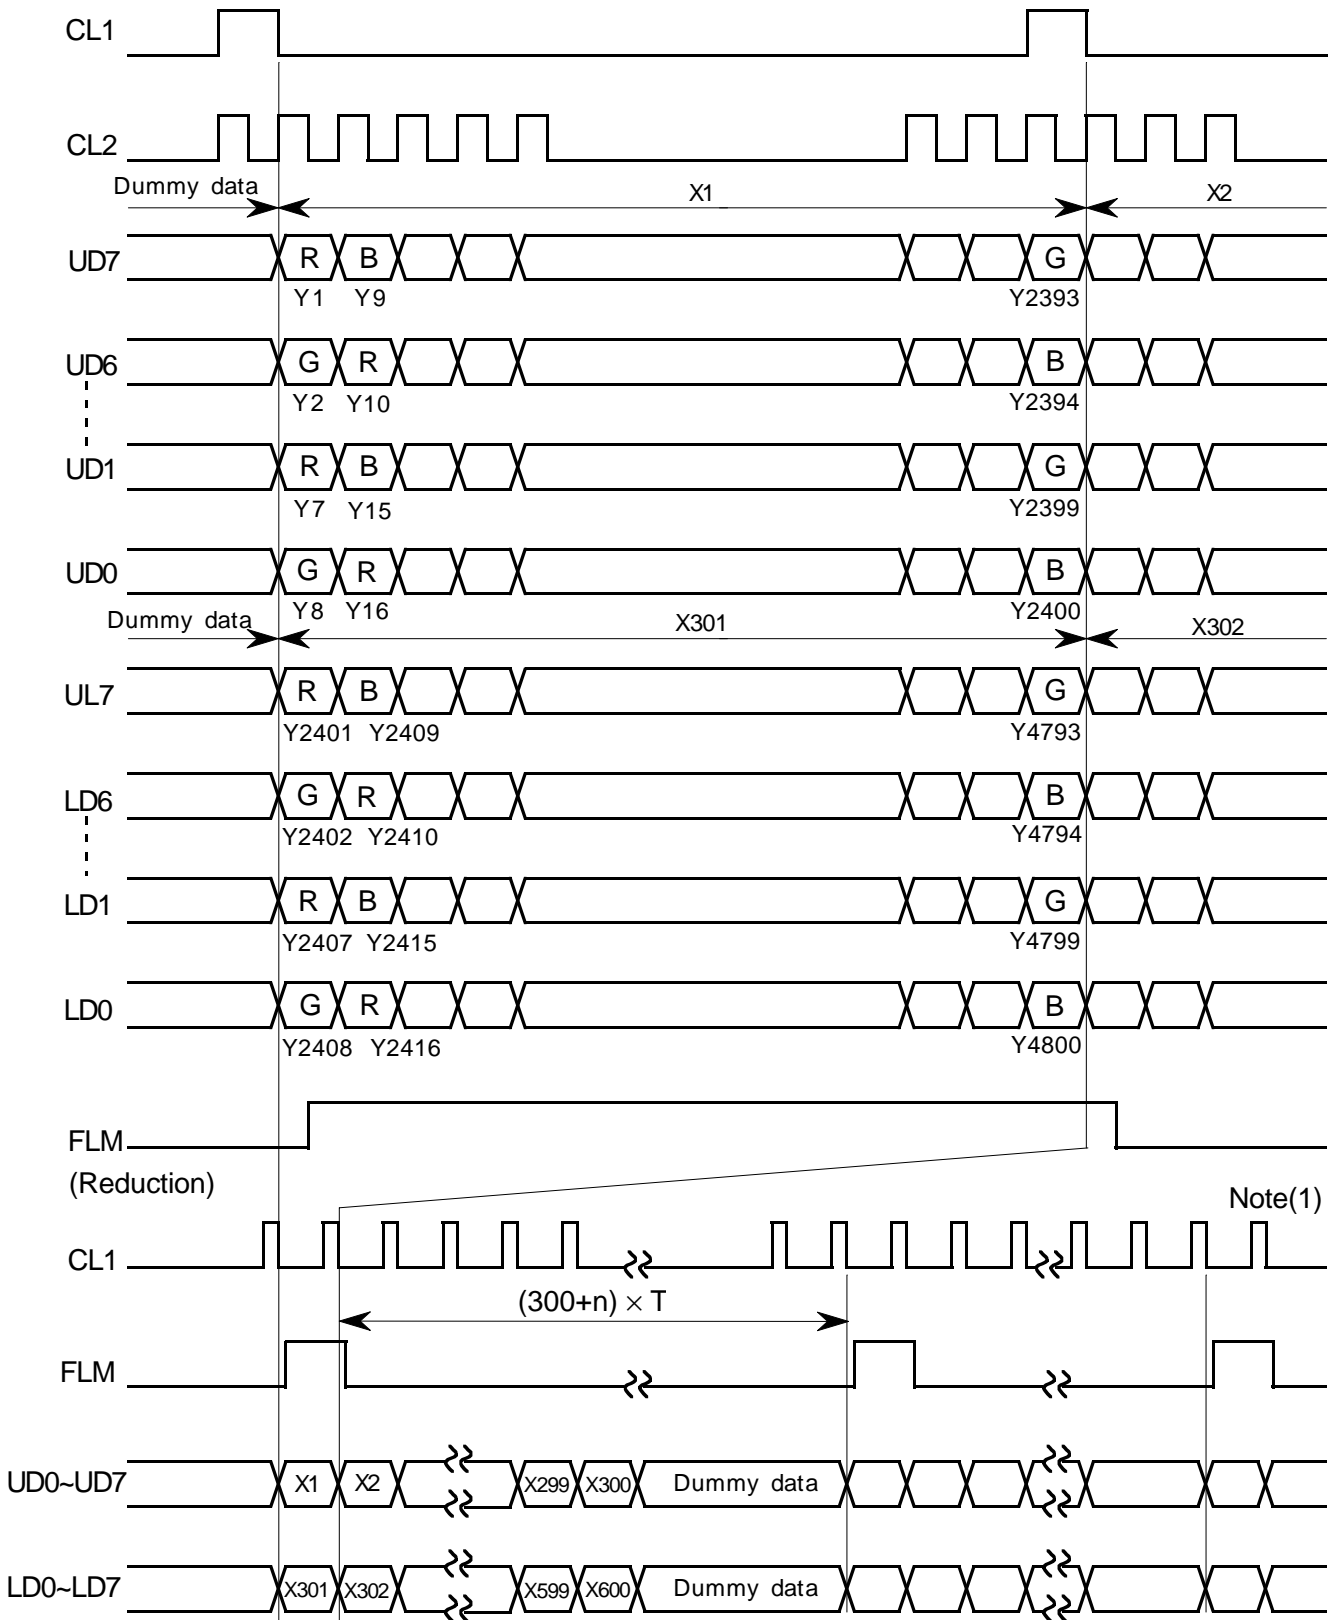 CL1
CL2
Dummy data X1 X2
UD7 R B G
Y1 Y9 Y2393
UD6 G R B
Y2 Y10 Y2394
UD1 R B G
Y7 Y15 Y2399
UD0 G R B
Y8 Y16 Y2400
Dummy data X301 X302
UL7 R B G
Y2401 Y2409 Y4793
LD6 G R B
Y2402 Y2410 Y4794
LD1 R B G
Y2407 Y2415 Y4799
LD0 G R B
Y2408 Y2416 Y4800
FLM
(Reduction)
Note(1)
CL1
(300+n) × T
FLM
UD0~UD7 X1 X2 X299 X300 Dummy data
LD0~LD7 X301 X302 X599 X600 Dummy data